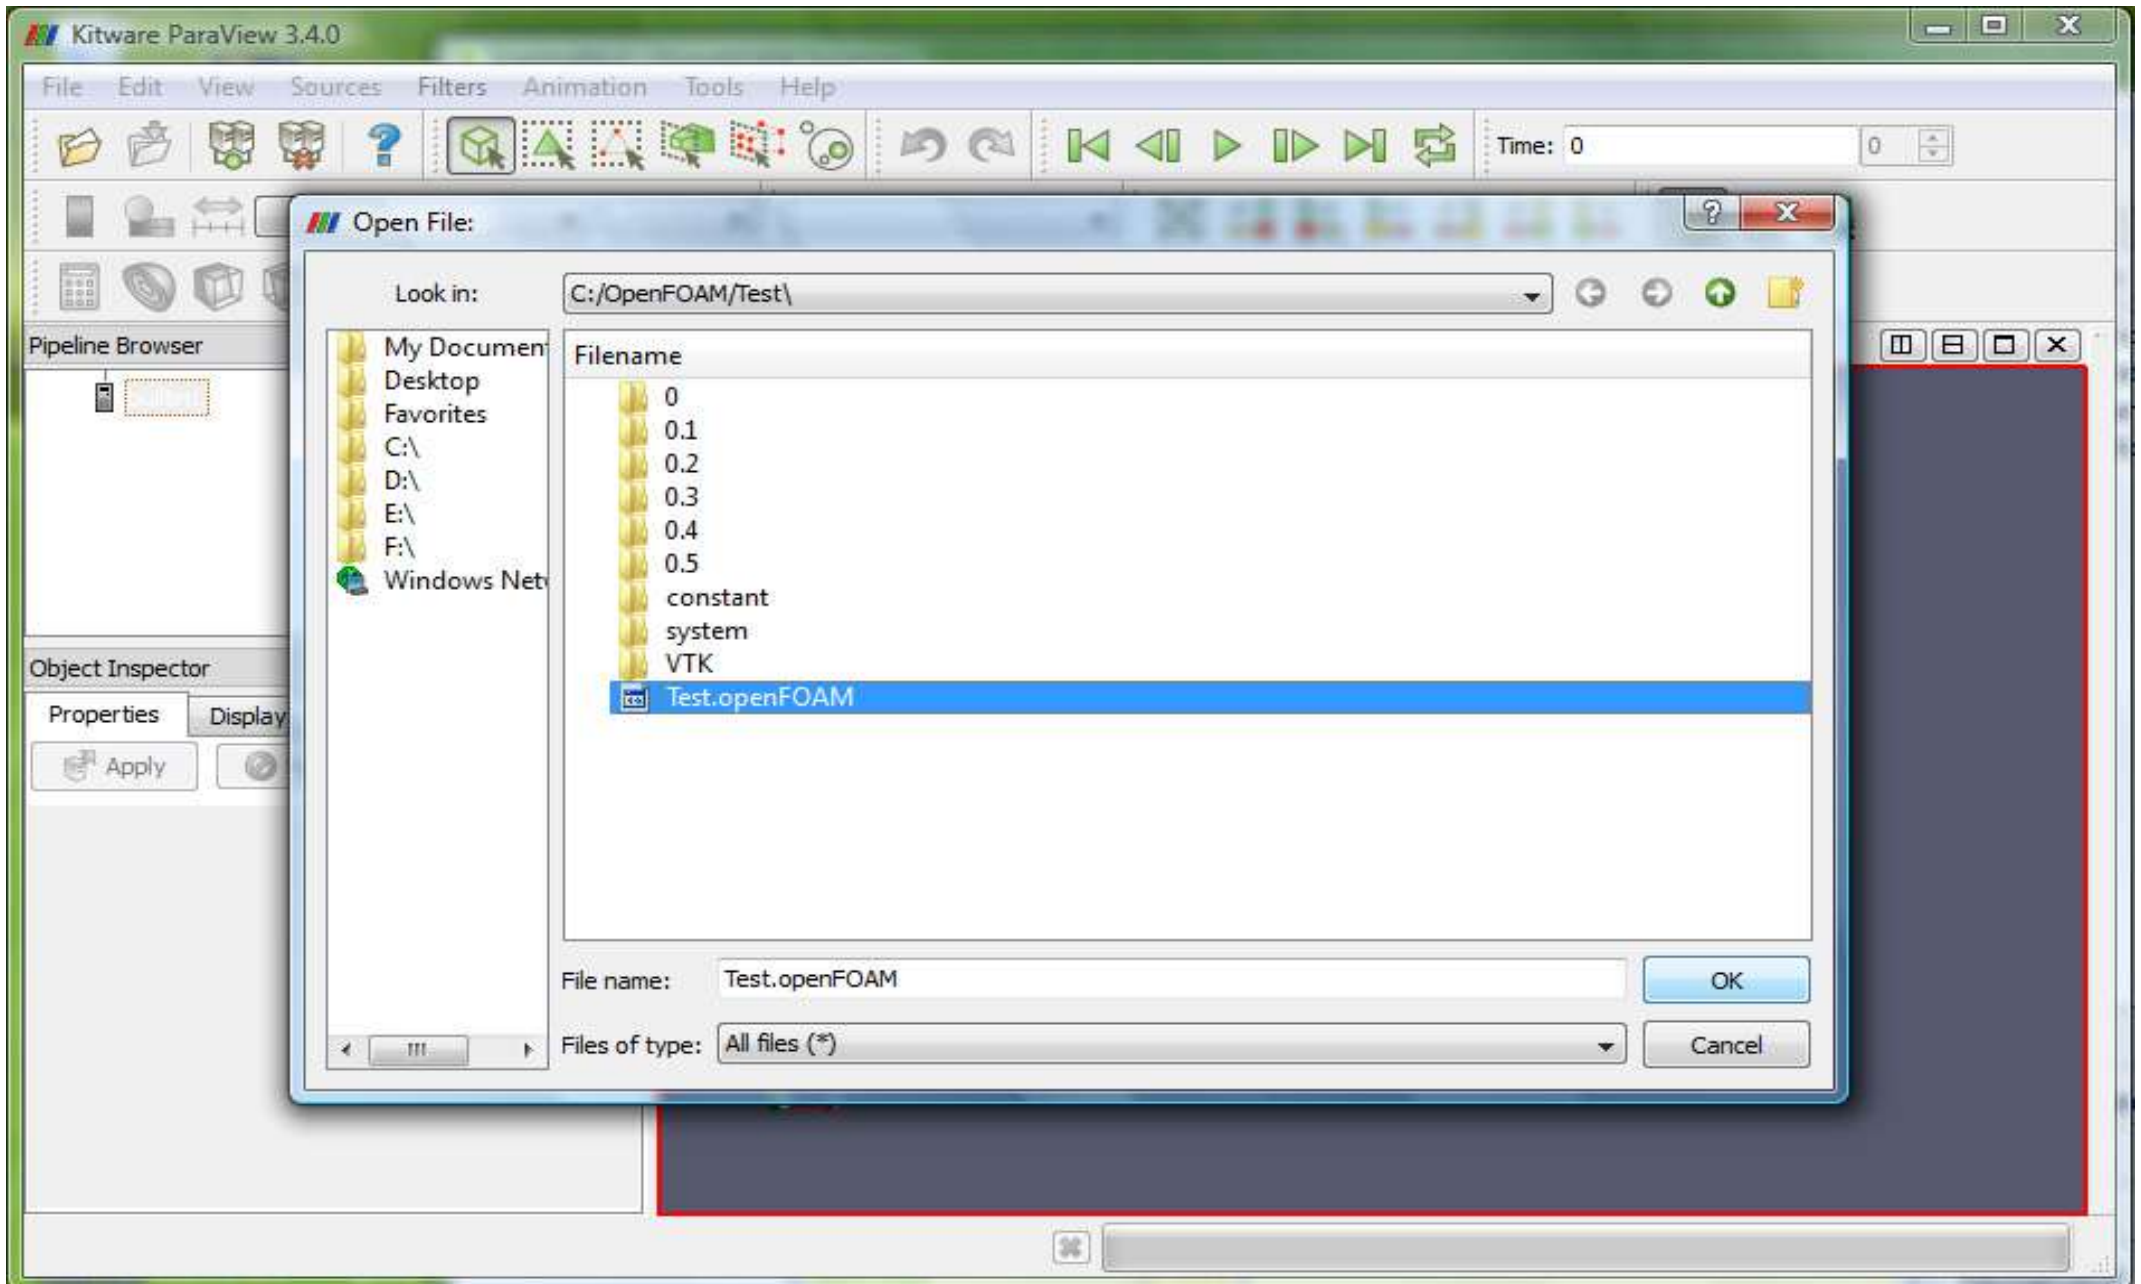 Kitware ParaView 3.4.0
File Edit View Sources Filters Animation Tools Help
Time: 0 0
Open File:
Look in: C:/OpenFOAM/Test\
Pipeline Browser
My Documen
Desktop
Favorites
C:\
D:\
E:\
F:\
Windows Net
Filename
0
0.1
0.2
0.3
0.4
0.5
constant
system
VTK
Test.openFOAM
Object Inspector
Properties Display
Apply
File name: Test.openFOAM OK
Files of type: All files (*) Cancel